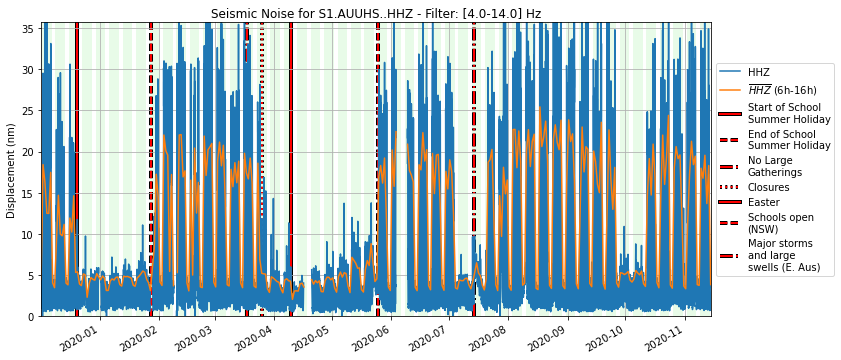 Seismic Noise for S1.AUUHS..HHZ - Filter: [4.0-14.0] Hz
35
30
25
20
15
10
5
0
Displacement (nm)
2020-01
2020-02
2020-03
2020-04
2020-05
2020-06
2020-07
2020-08
2020-09
2020-10
2020-11
HHZ
HHZ (6h-16h)
Start of School
Summer Holiday
End of School
Summer Holiday
No Large
Gatherings
Closures
Easter
Schools open
(NSW)
Major storms
and large
swells (E. Aus)